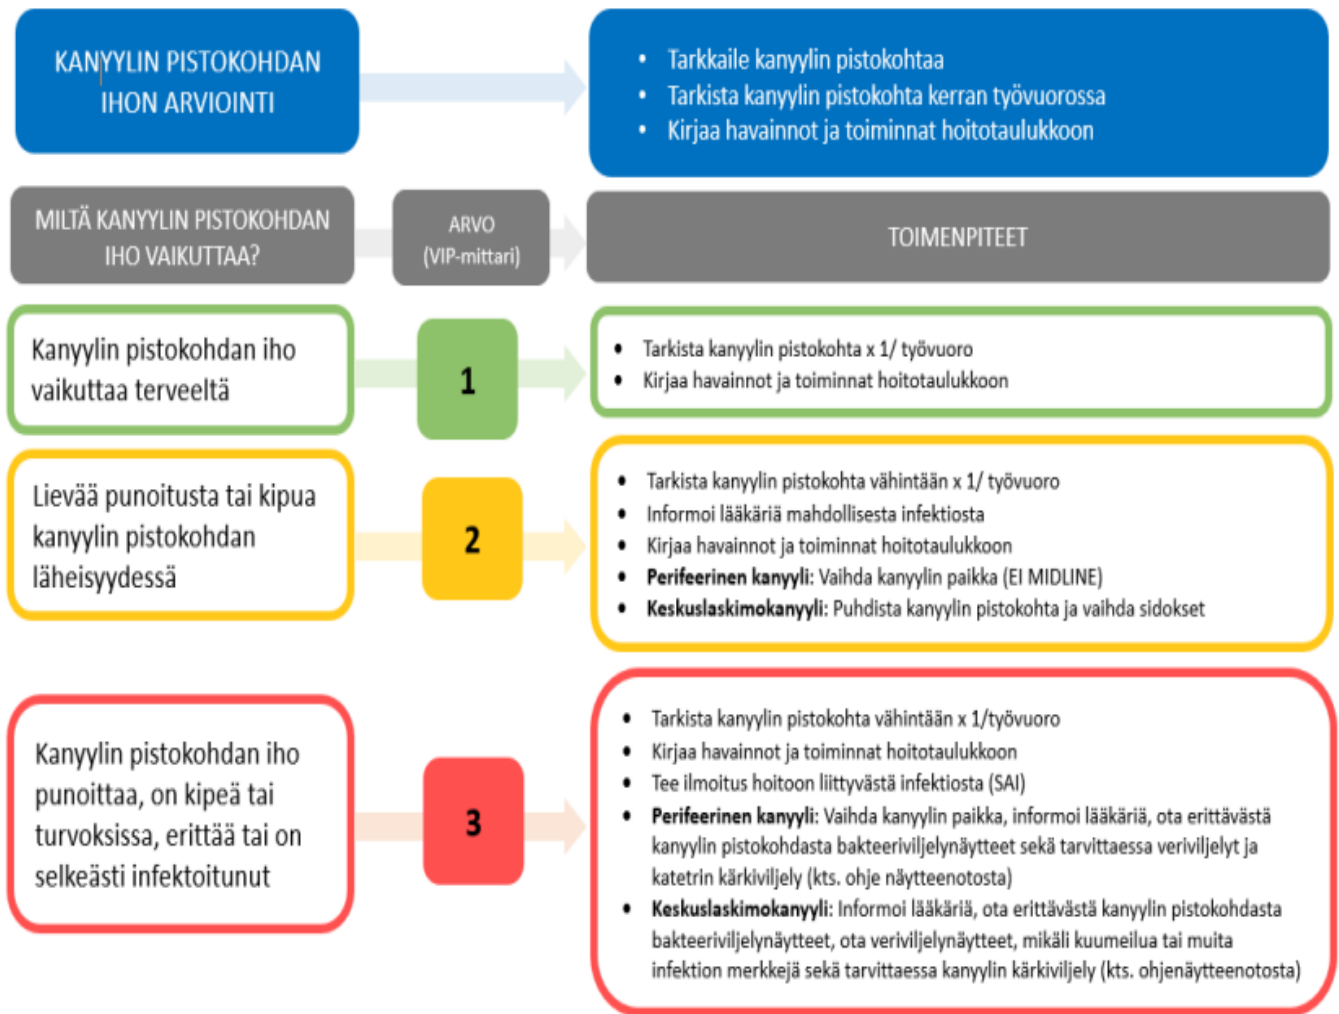 KANYYLIN PISTOKOHDAN
IHON ARVIOINTI
• Tarkkaile kanyylin pistokohtaa
• Tarkista kanyylin pistokohta kerran työvuorossa
• Kirjaa havainnot ja toiminnat hoitotaulukkoon
MILTÄ KANYYLIN PISTOKOHDAN
IHO VAIKUTTAA?
ARVO
(VIP-mittari)
TOIMENPITEET
Kanyylin pistokohdan iho
vaikuttaa terveeltä
1
• Tarkista kanyylin pistokohta x 1/ työvuoro
• Kirjaa havainnot ja toiminnat hoitotaulukkoon
Lievää punoitusta tai kipua
kanyylin pistokohdan
läheisyydessä
2
• Tarkista kanyylin pistokohta vähintään x 1/ työvuoro
• Informoi lääkäriä mahdollisesta infektiosta
• Kirjaa havainnot ja toiminnat hoitotaulukkoon
• Perifeerinen kanyyli: Vaihda kanyylin paikka (EI MIDLINE)
• Keskuslaskimokanyyli: Puhdista kanyylin pistokohta ja vaihda sidokset
Kanyylin pistokohdan iho
punoittaa, on kipeä tai
turvoksissa, erittää tai on
selkeästi infektoitunut
3
• Tarkista kanyylin pistokohta vähintään x 1/työvuoro
• Kirjaa havainnot ja toiminnat hoitotaulukkoon
• Tee ilmoitus hoitoon liittyvästä infektiosta (SAI)
• Perifeerinen kanyyli: Vaihda kanyylin paikka, informoi lääkäriä, ota erittävästä
kanyylin pistokohdasta bakteeriviljelynäytteet sekä tarvittaessa veriviljelyt ja
katetrin kärkiviljely (kts. ohje näytteenotosta)
• Keskuslaskimokanyyli: Informoi lääkäriä, ota erittävästä kanyylin pistokohdasta
bakteeriviljelynäytteet, ota veriviljelynäytteet, mikäli kuumeilua tai muita
infektion merkkejä sekä tarvittaessa kanyylin kärkiviljely (kts. ohjenäytteenotosta)